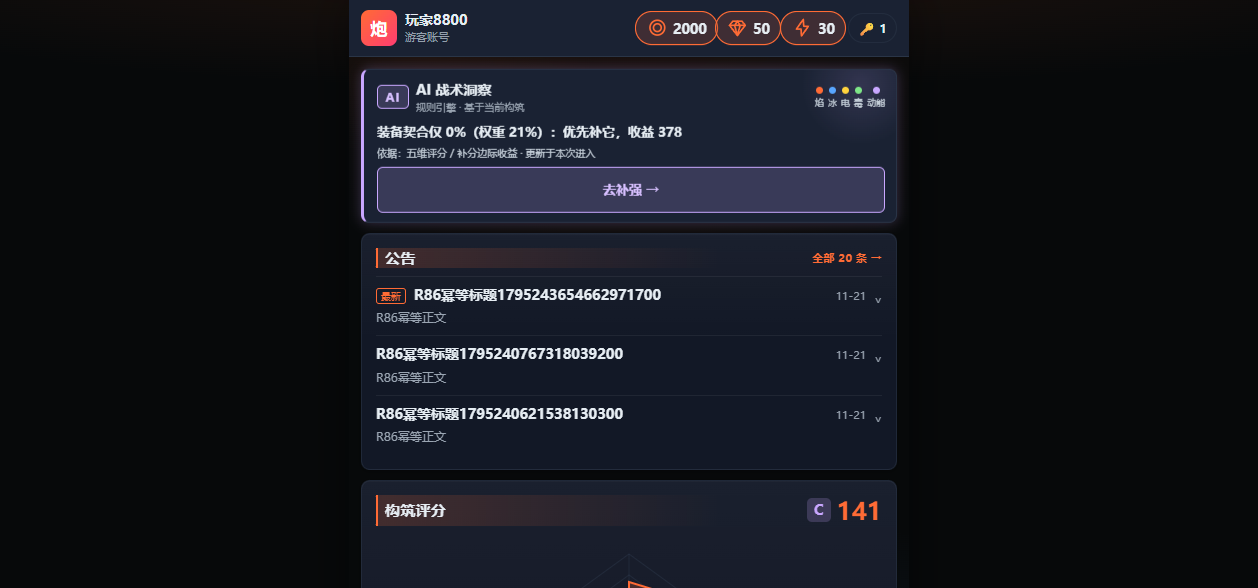 炮 玩家8800 2000 50 30 1
游客账号
AI AI 战术洞察
规则引擎 · 基于当前构筑
焰 冰 电 毒 动能
装备契合仅 0%（权重 21%）：优先补它，收益 378
依据：五维评分 / 补分边际收益 · 更新于本次进入
去补强 →
公告 全部 20 条 →
最新 R86幂等标题1795243654662971700 11-21 v
R86幂等正文
R86幂等标题1795240767318039200 11-21 v
R86幂等正文
R86幂等标题1795240621538130300 11-21 v
R86幂等正文
构筑评分 C 141